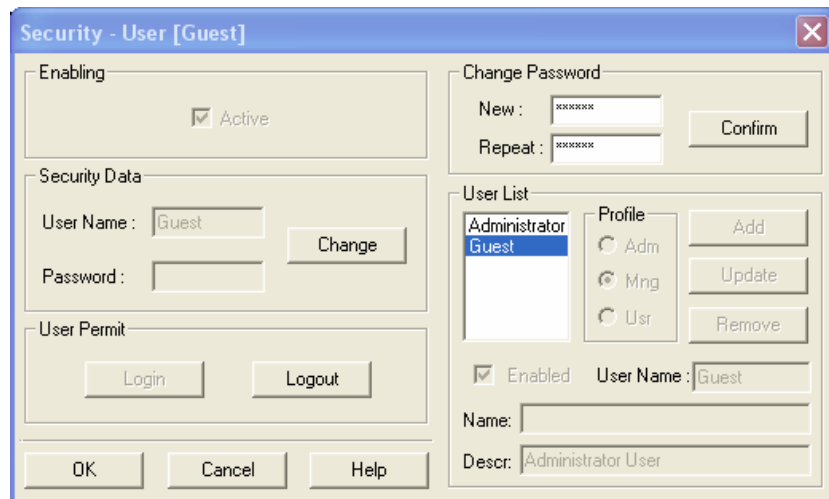 Security - User [Guest]
Enabling
Active
Security Data
User Name : Guest
Password :
Change
User Permit
Login
Logout
OK
Cancel
Help
Change Password
New : ××××××
Repeat : ××××××
Confirm
User List
Administrator
Guest
Profile
Adm
Mng
Usr
Add
Update
Remove
Enabled
User Name : Guest
Name:
Descr: Administrator User